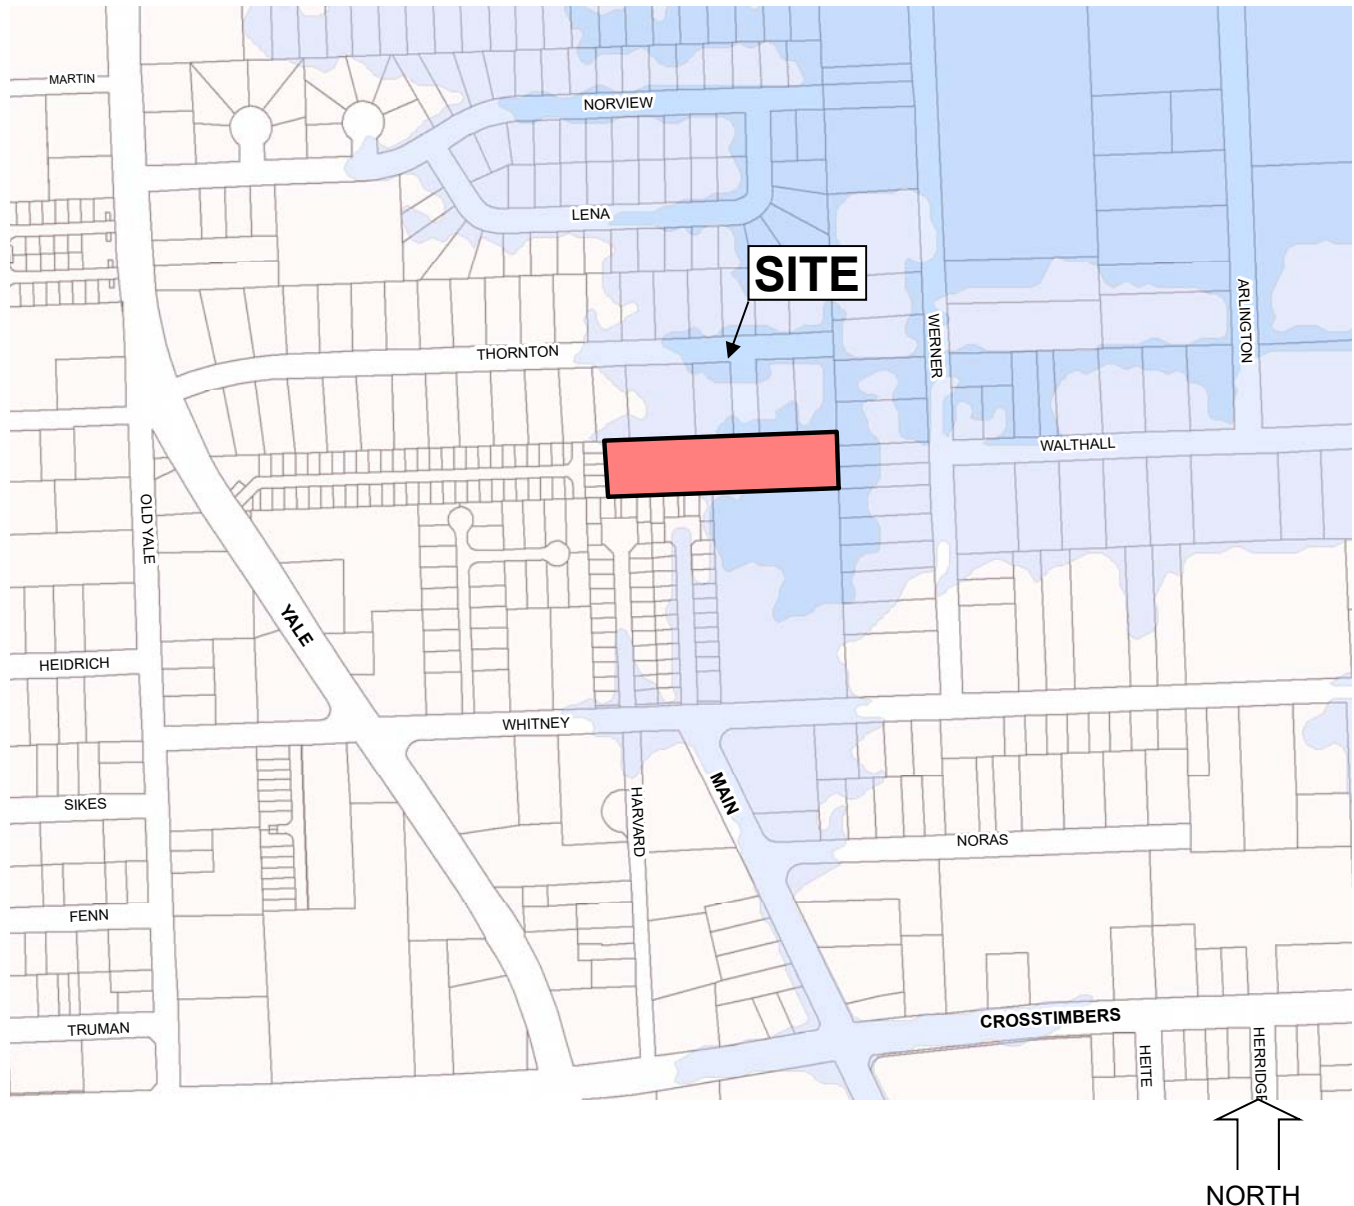 MARTIN
NORVIEW
LENA
SITE
ARLINGTON
WERNER
THORNTON
WALTHALL
OLD YALE
YALE
HEIDRICH
WHITNEY
MAIN
HARVARD
SIKES
NORAS
FENN
CROSSTIMBERS
TRUMAN
HEITE
HERRIDGE
NORTH